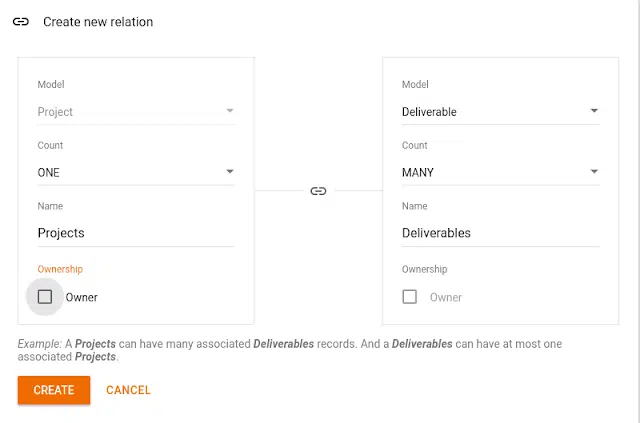 Create new relation
Model
Project
Count
ONE
Name
Projects
Ownership
Owner
Model
Deliverable
Count
MANY
Name
Deliverables
Ownership
Owner
Example: A Projects can have many associated Deliverables records. And a Deliverables can have at most one
associated Projects.
CREATE CANCEL